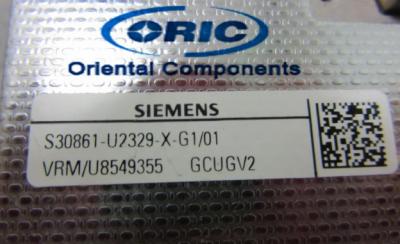 ORIC
Oriental Components
SIEMENS
S30861-U2329-X-G1/01
VRM/U8549355 GCUGV2